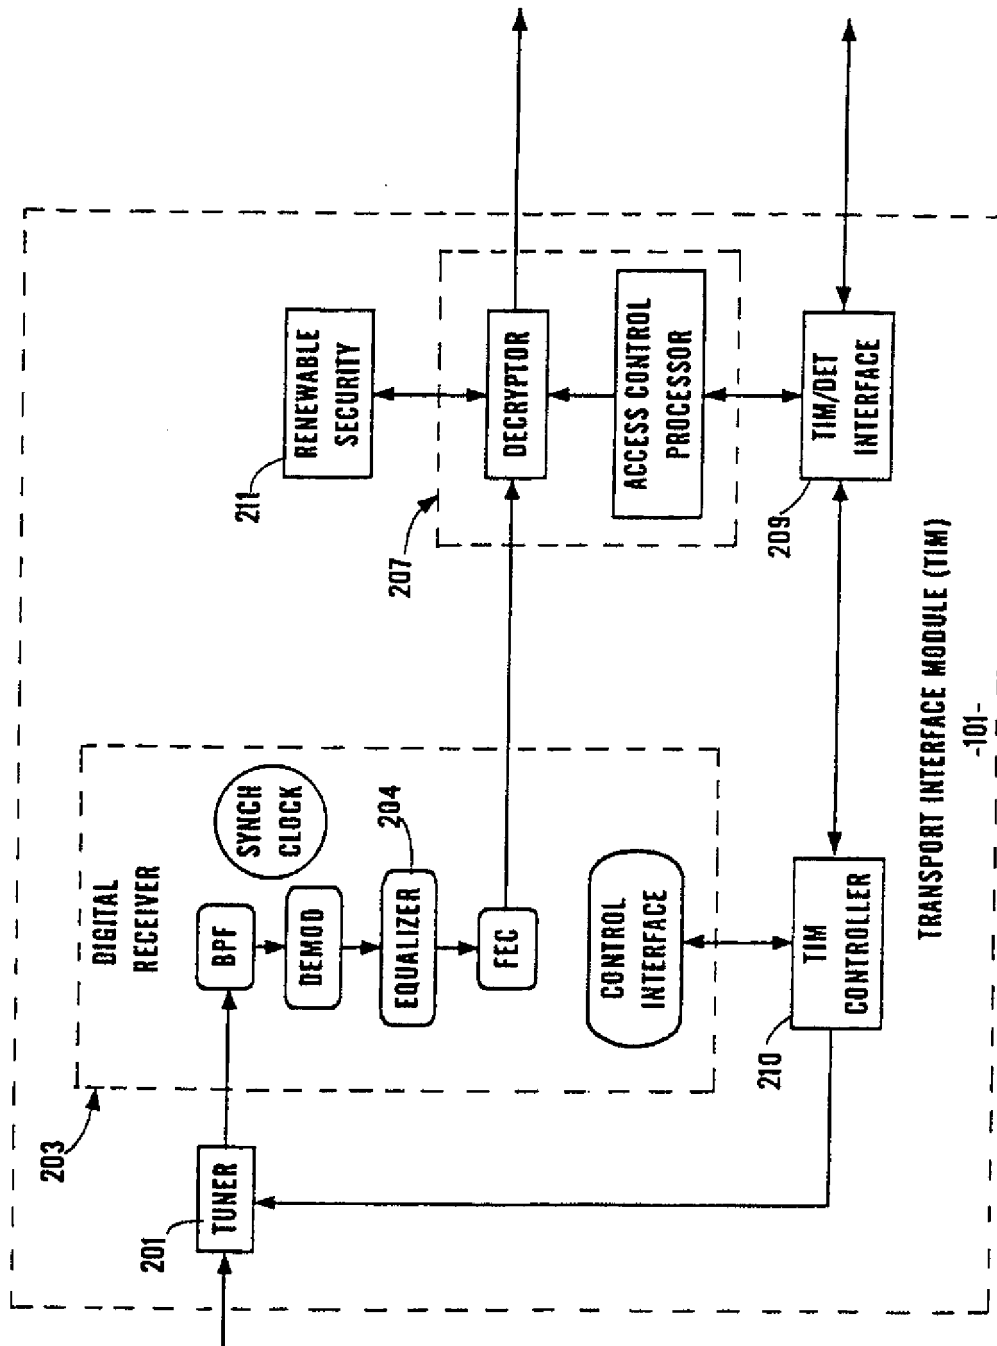 203
DIGITAL
RECEIVER
201
TUNER
BPF
SYNCH
CLOCK
DEMOD
204
EQUALIZER
FEC
CONTROL
INTERFACE
211
RENEWABLE
SECURITY
207
DECRYPTOR
ACCESS CONTROL
PROCESSOR
210
TIM
CONTROLLER
209
TIM/DET
INTERFACE
TRANSPORT INTERFACE MODULE (TIM)
-101-